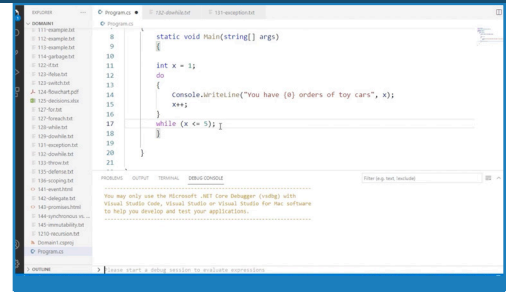 EXPLORER
Program.cs
132-dowhile.txt
131-exception.txt
DOMAIN1
Program.cs
111-example.txt
112-example.txt
113-example.txt
114-garbage.txt
122-if.txt
123-ifelse.txt
123-switch.txt
124-flowchart.pdf
125-decisions.xlsx
127-for.txt
127-foreach.txt
128-while.txt
129-dowhile.txt
131-exception.txt
132-dowhile.txt
133-throw.txt
135-defense.txt
136-scoping.txt
141-event.html
142-delegate.txt
143-promises.html
144-synchronous vs. ...
145-immutability.txt
1210-recursion.txt
Domain1.csproj
Program.cs
OUTLINE
8 static void Main(string[] args)
9 {
10
11 int x = 1;
12 do
13 {
14 Console.WriteLine("You have {0} orders of toy cars", x);
15 x++;
16 }
17 while (x <= 5);
18 }
19
20 }
21
PROBLEMS OUTPUT TERMINAL DEBUG CONSOLE
Filter (e.g. text, !exclude)
You may only use the Microsoft .NET Core Debugger (vsdbg) with
Visual Studio Code, Visual Studio or Visual Studio for Mac software
to help you develop and test your applications.
Please start a debug session to evaluate expressions